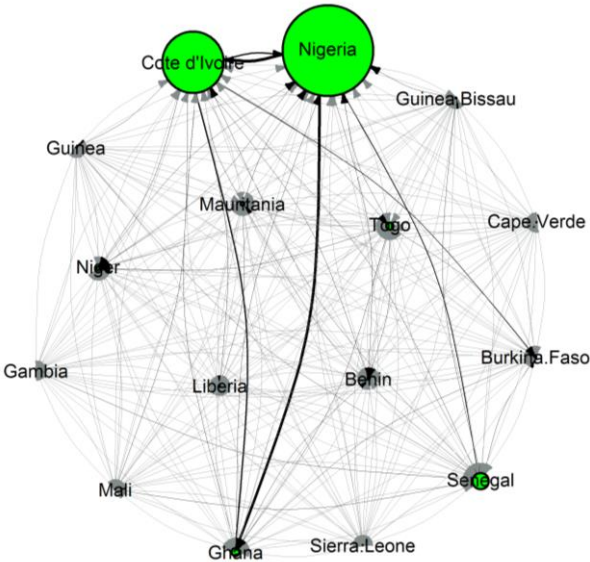 Nigeria
Cote d'Ivoire
Guinea.Bissau
Guinea
Mauritania
Togo
Cape.Verde
Niger
Burkina.Faso
Gambia
Liberia
Benin
Senegal
Mali
Ghana
Sierra.Leone